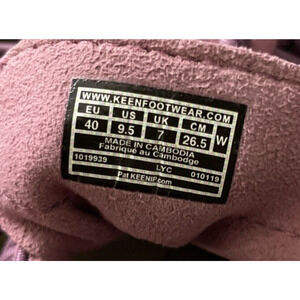 WWW.KEENFOOTWEAR.COM
EU US UK CM W
40 9.5 7 26.5
MADE IN CAMBODIA
Fabriqué au Cambodge
1019939 LYC 010119
Pat KEENIP.com